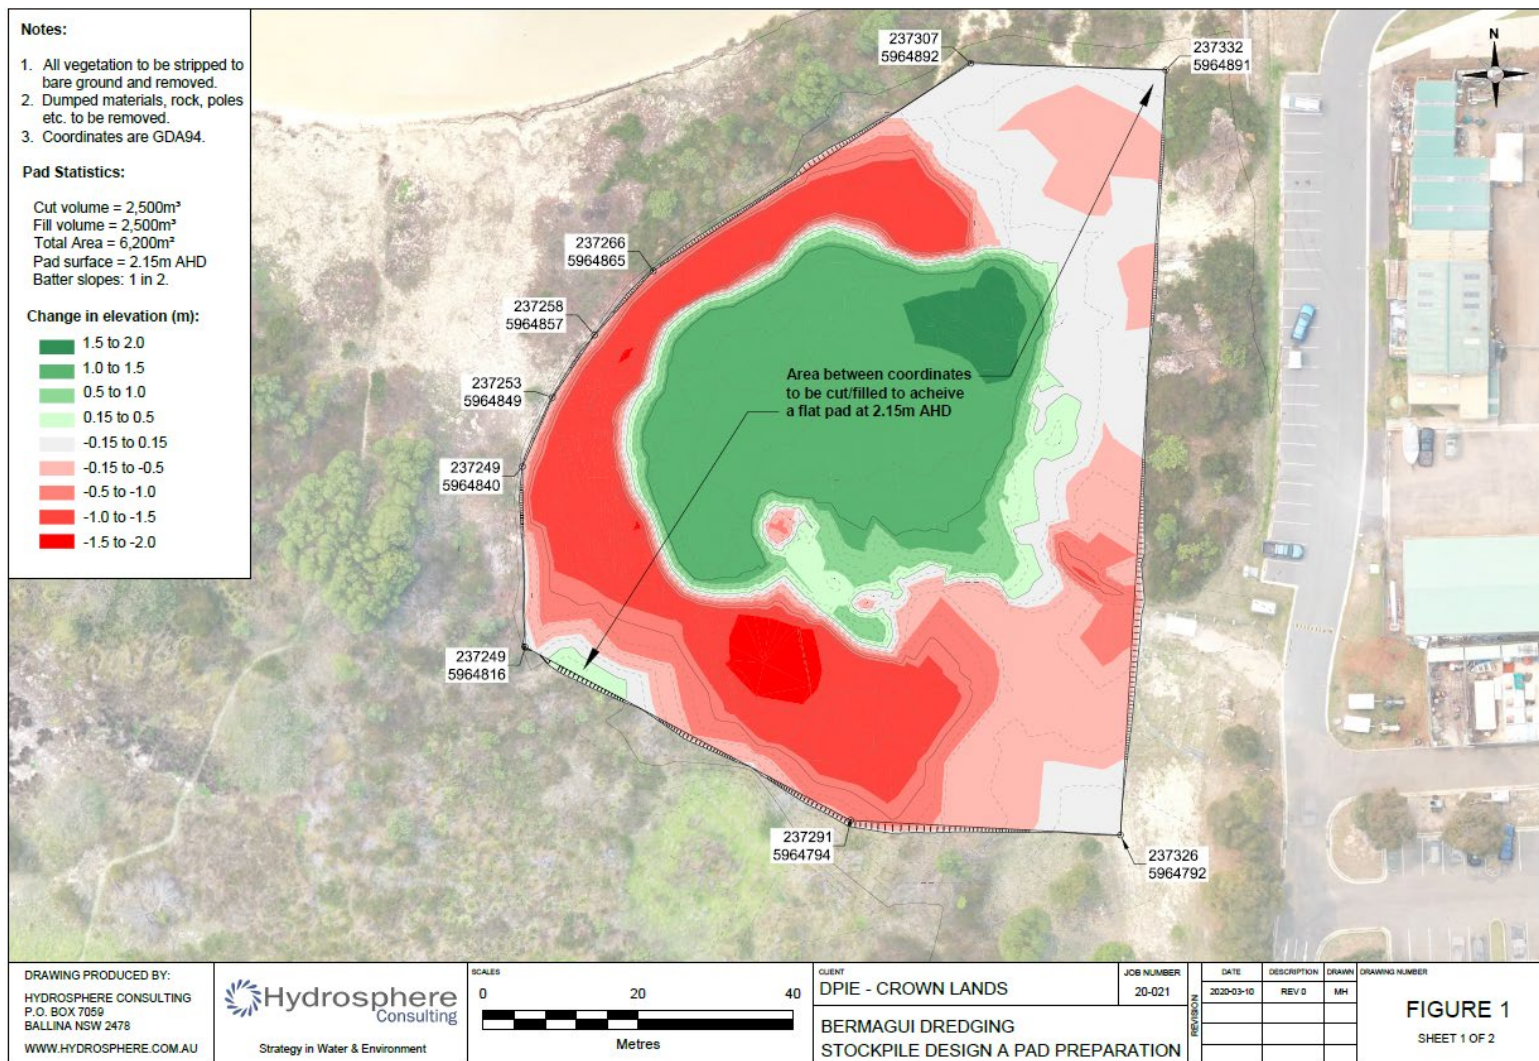 Notes:
1. All vegetation to be stripped to
bare ground and removed.
2. Dumped materials, rock, poles
etc. to be removed.
3. Coordinates are GDA94.
Pad Statistics:
Cut volume = 2,500m³
Fill volume = 2,500m³
Total Area = 6,200m²
Pad surface = 2.15m AHD
Batter slopes: 1 in 2.
Change in elevation (m):
1.5 to 2.0
1.0 to 1.5
0.5 to 1.0
0.15 to 0.5
-0.15 to 0.15
-0.15 to -0.5
-0.5 to -1.0
-1.0 to -1.5
-1.5 to -2.0
N
237307
5964892
237332
5964891
237266
5964865
237258
5964857
237253
5964849
237249
5964840
237249
5964816
237291
5964794
237326
5964792
Area between coordinates
to be cut/filled to acheive
a flat pad at 2.15m AHD
DRAWING PRODUCED BY:
HYDROSPHERE CONSULTING
P.O. BOX 7059
BALLINA NSW 2478
WWW.HYDROSPHERE.COM.AU
Hydrosphere
Consulting
Strategy in Water & Environment
SCALES
0 20 40
Metres
CLIENT
DPIE - CROWN LANDS
JOB NUMBER
20-021
BERMAGUI DREDGING
STOCKPILE DESIGN A PAD PREPARATION
REVISION
DATE DESCRIPTION DRAWN
2020-03-10 REV 0 MH
DRAWING NUMBER
FIGURE 1
SHEET 1 OF 2